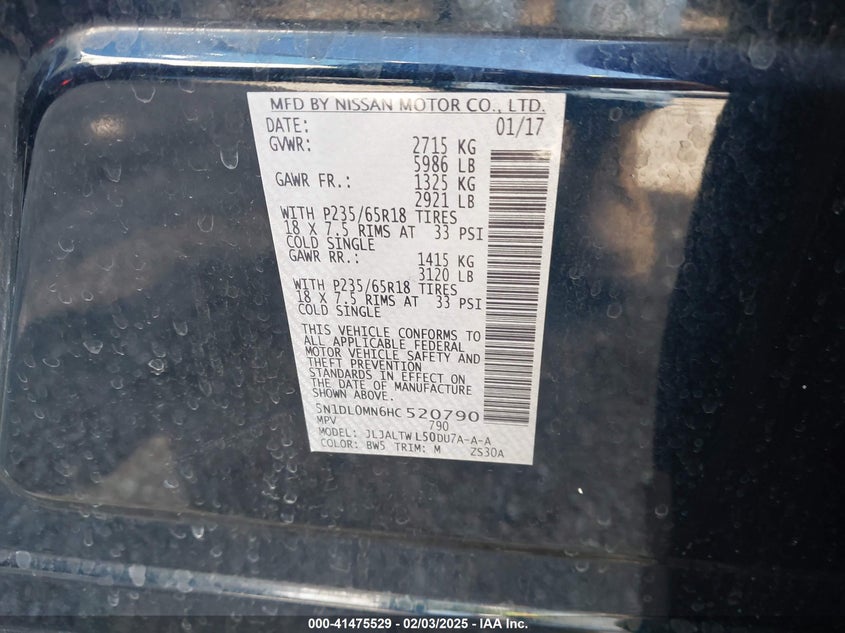 MFD BY NISSAN MOTOR CO., LTD.
DATE: 01/17
GVWR: 2715 KG
5986 LB
GAWR FR.: 1325 KG
2921 LB
WITH P235/65R18 TIRES
18 X 7.5 RIMS AT 33 PSI
COLD SINGLE
GAWR RR.: 1415 KG
3120 LB
WITH P235/65R18 TIRES
18 X 7.5 RIMS AT 33 PSI
COLD SINGLE
THIS VEHICLE CONFORMS TO
ALL APPLICABLE FEDERAL
MOTOR VEHICLE SAFETY AND
THEFT PREVENTION
STANDARDS IN EFFECT ON
THE DATE OF MANUFACTURE
SHOWN ABOVE.
5N1DL0MN6HC 520790
MPV 790
MODEL: JLJALTW LS0DU7A-A-A
COLOR: BW5 TRIM: M ZS30A
000-41475529 - 02/03/2025 - IAA Inc.